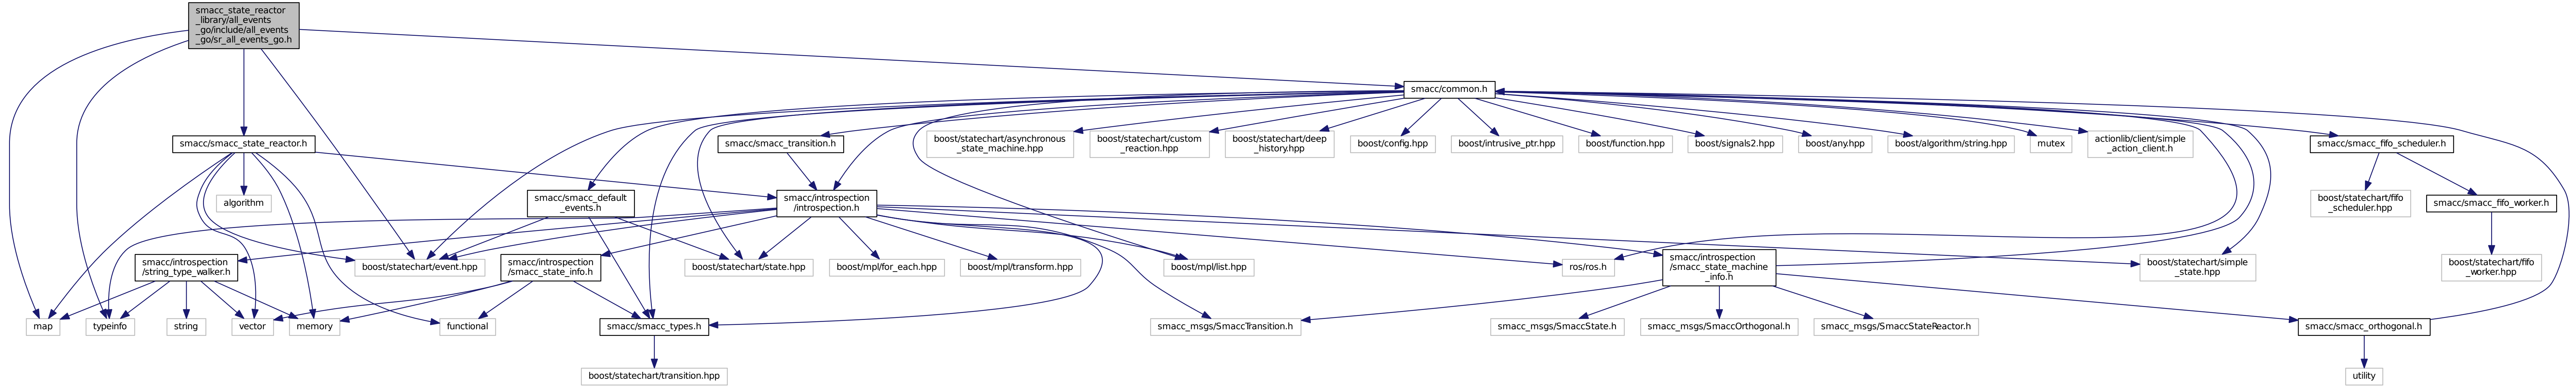 smacc_state_reactor
_library/all_events
_go/include/all_events
_go/sr_all_events_go.h
smacc/common.h
smacc/smacc_state_reactor.h
smacc/smacc_transition.h
boost/statechart/asynchronous
_state_machine.hpp
boost/statechart/custom
_reaction.hpp
boost/statechart/deep
_history.hpp
boost/config.hpp
boost/intrusive_ptr.hpp
boost/function.hpp
boost/signals2.hpp
boost/any.hpp
boost/algorithm/string.hpp
mutex
actionlib/client/simple
_action_client.h
smacc/smacc_fifo_scheduler.h
algorithm
smacc/smacc_default
_events.h
smacc/introspection
/introspection.h
boost/statechart/fifo
_scheduler.hpp
smacc/smacc_fifo_worker.h
smacc/introspection
/string_type_walker.h
boost/statechart/event.hpp
smacc/introspection
/smacc_state_info.h
boost/statechart/state.hpp
boost/mpl/for_each.hpp
boost/mpl/transform.hpp
boost/mpl/list.hpp
ros/ros.h
smacc/introspection
/smacc_state_machine
_info.h
boost/statechart/simple
_state.hpp
boost/statechart/fifo
_worker.hpp
map
typeinfo
string
vector
memory
functional
smacc/smacc_types.h
smacc_msgs/SmaccTransition.h
smacc_msgs/SmaccState.h
smacc_msgs/SmaccOrthogonal.h
smacc_msgs/SmaccStateReactor.h
smacc/smacc_orthogonal.h
boost/statechart/transition.hpp
utility